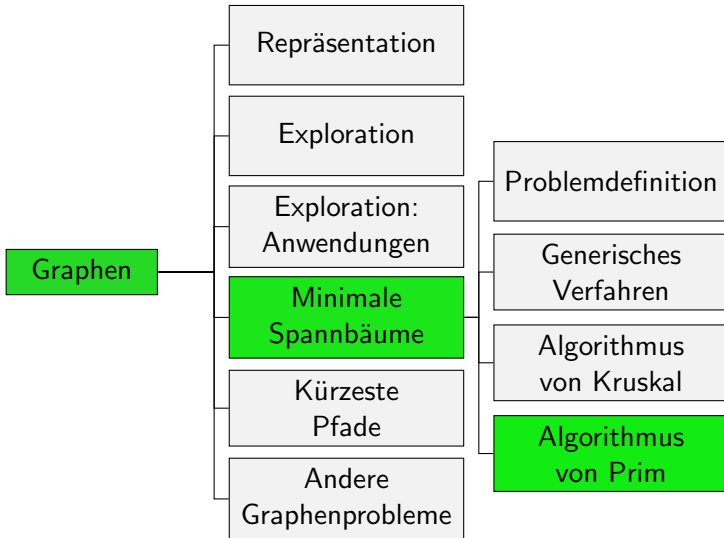 Graphen
Repräsentation
Exploration
Exploration:
Anwendungen
Minimale
Spannbäume
Kürzeste
Pfade
Andere
Graphenprobleme
Problemdefinition
Generisches
Verfahren
Algorithmus
von Kruskal
Algorithmus
von Prim